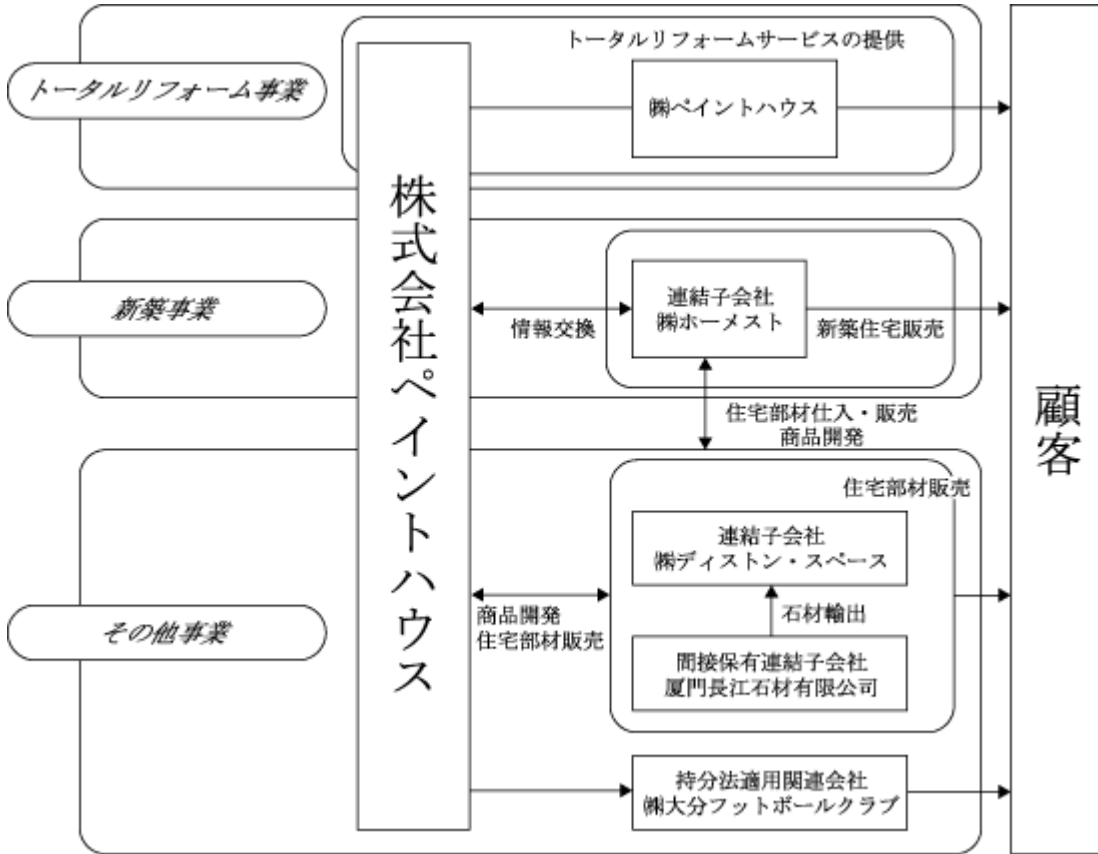 トータルリフォームサービスの提供
トータルリフォーム事業
㈱ペイントハウス
株式会社ペイントハウス
新築事業
連結子会社
㈱ホーメスト
情報交換
新築住宅販売
住宅部材仕入・販売
商品開発
顧客
住宅部材販売
連結子会社
㈱ディストン・スペース
石材輸出
その他事業
商品開発
住宅部材販売
間接保有連結子会社
厦門長江石材有限公司
持分法適用関連会社
㈱大分フットボールクラブ